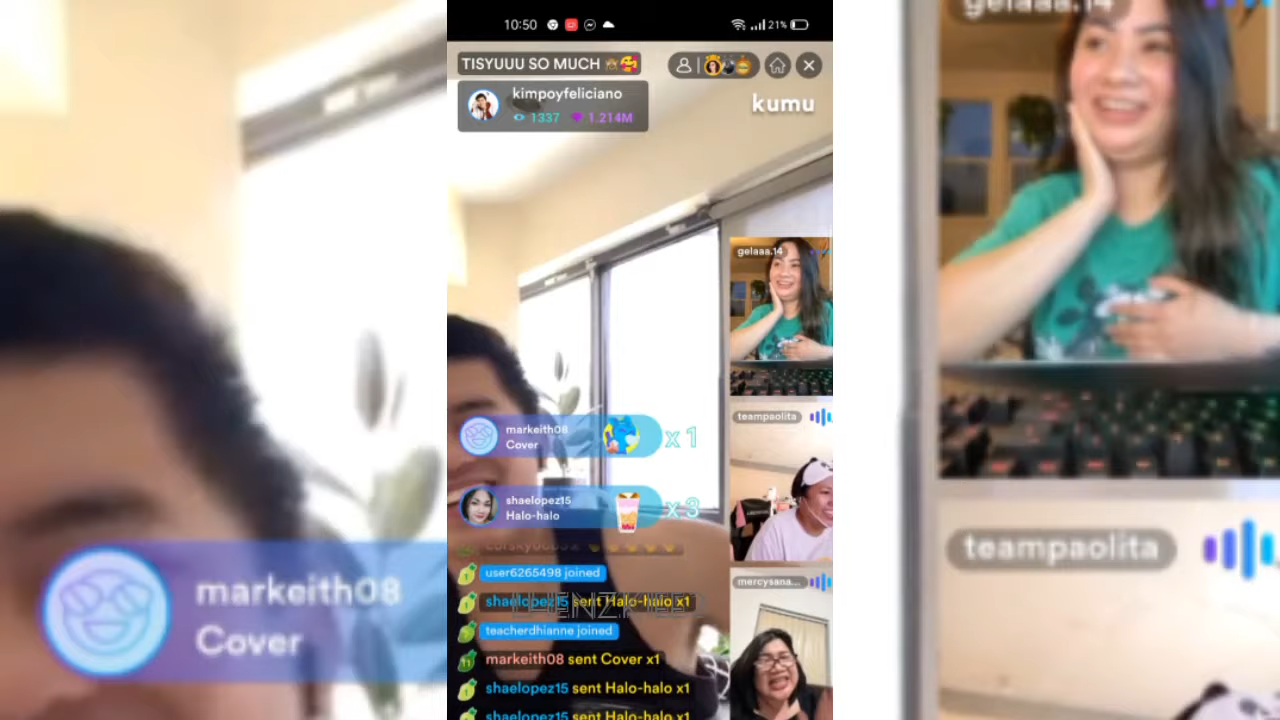 10:50
21%
TISYUUU SO MUCH
kimpoyfeliciano
1337 1.214M
kumu
gelaaa.14
gelaaa.14
teampaolita
markeith08
Cover
x 1
shaelopez15
Halo-halo
x 3
user6265498 joined
shaelopez15 sent Halo-halo x1
teacherdhianne joined
markeith08 sent Cover x1
shaelopez15 sent Halo-halo x1
shaelopez15 sent Halo-halo x1
mercysana...
markeith08
Cover
teampaolita